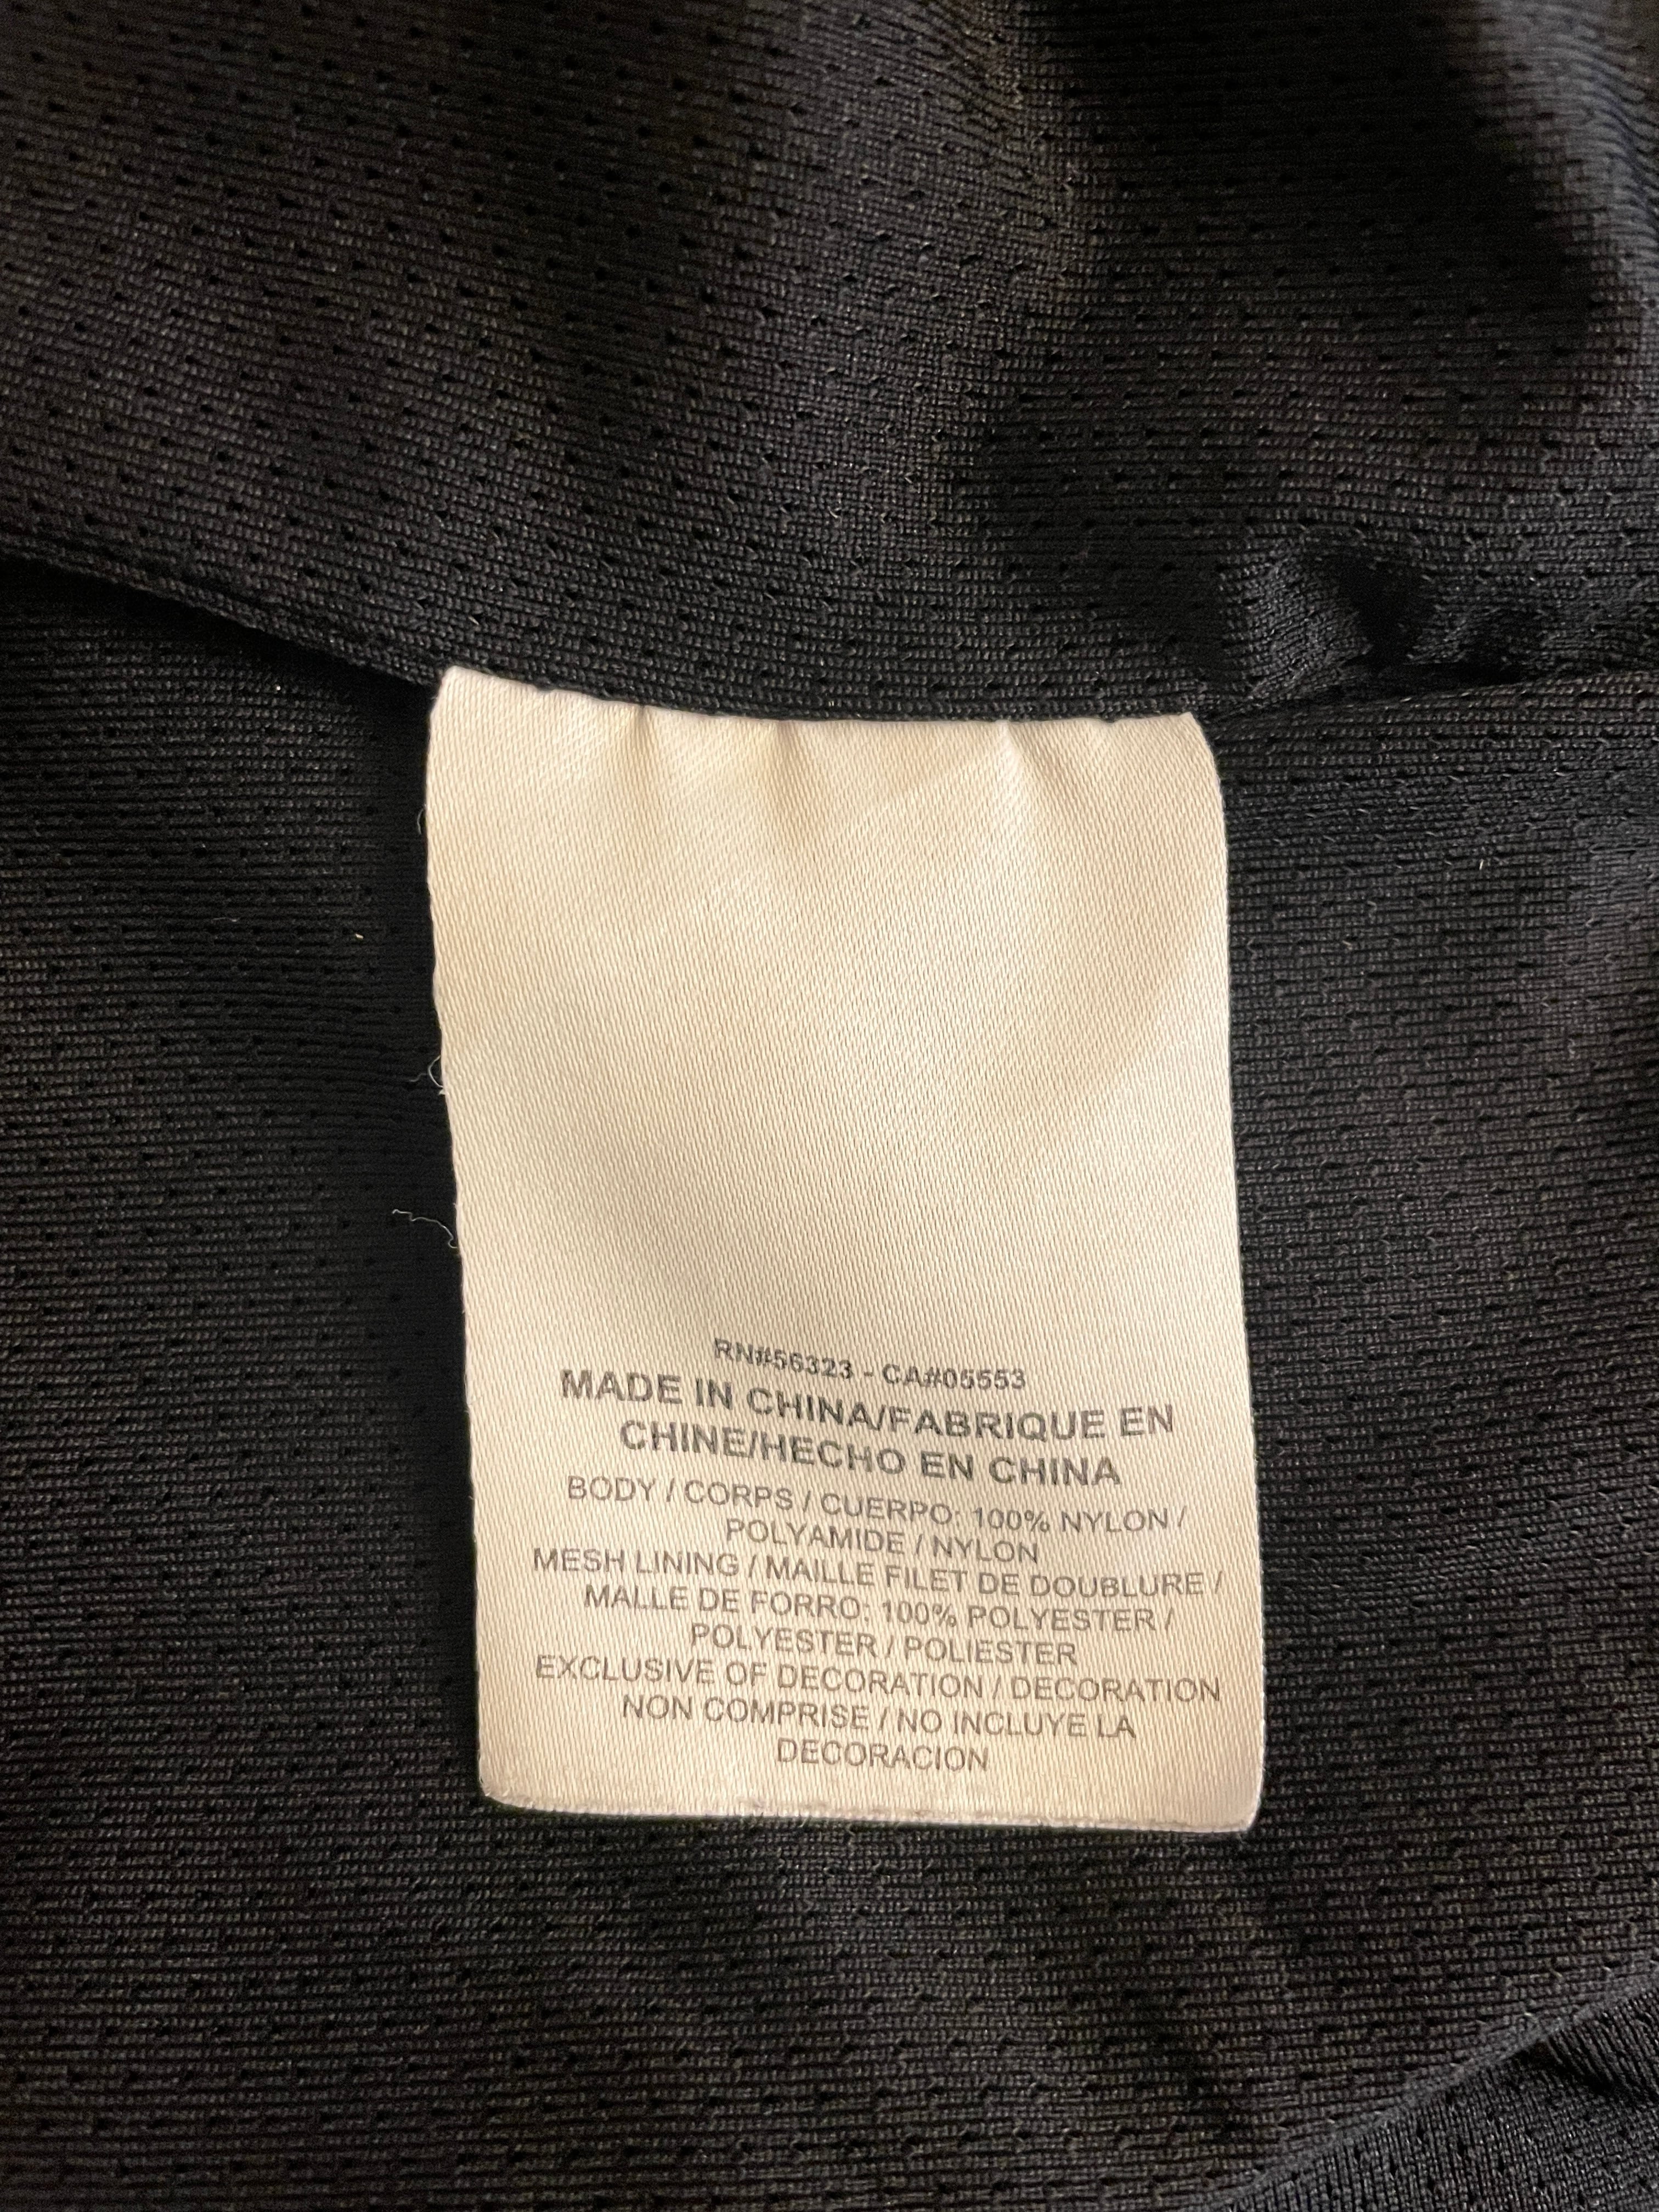 RN#56323 - CA#05553
MADE IN CHINA/FABRIQUE EN
CHINE/HECHO EN CHINA
BODY / CORPS / CUERPO: 100% NYLON /
POLYAMIDE / NYLON
MESH LINING / MAILLE FILET DE DOUBLURE /
MALLE DE FORRO: 100% POLYESTER /
POLYESTER / POLIESTER
EXCLUSIVE OF DECORATION / DECORATION
NON COMPRISE / NO INCLUYE LA
DECORACION